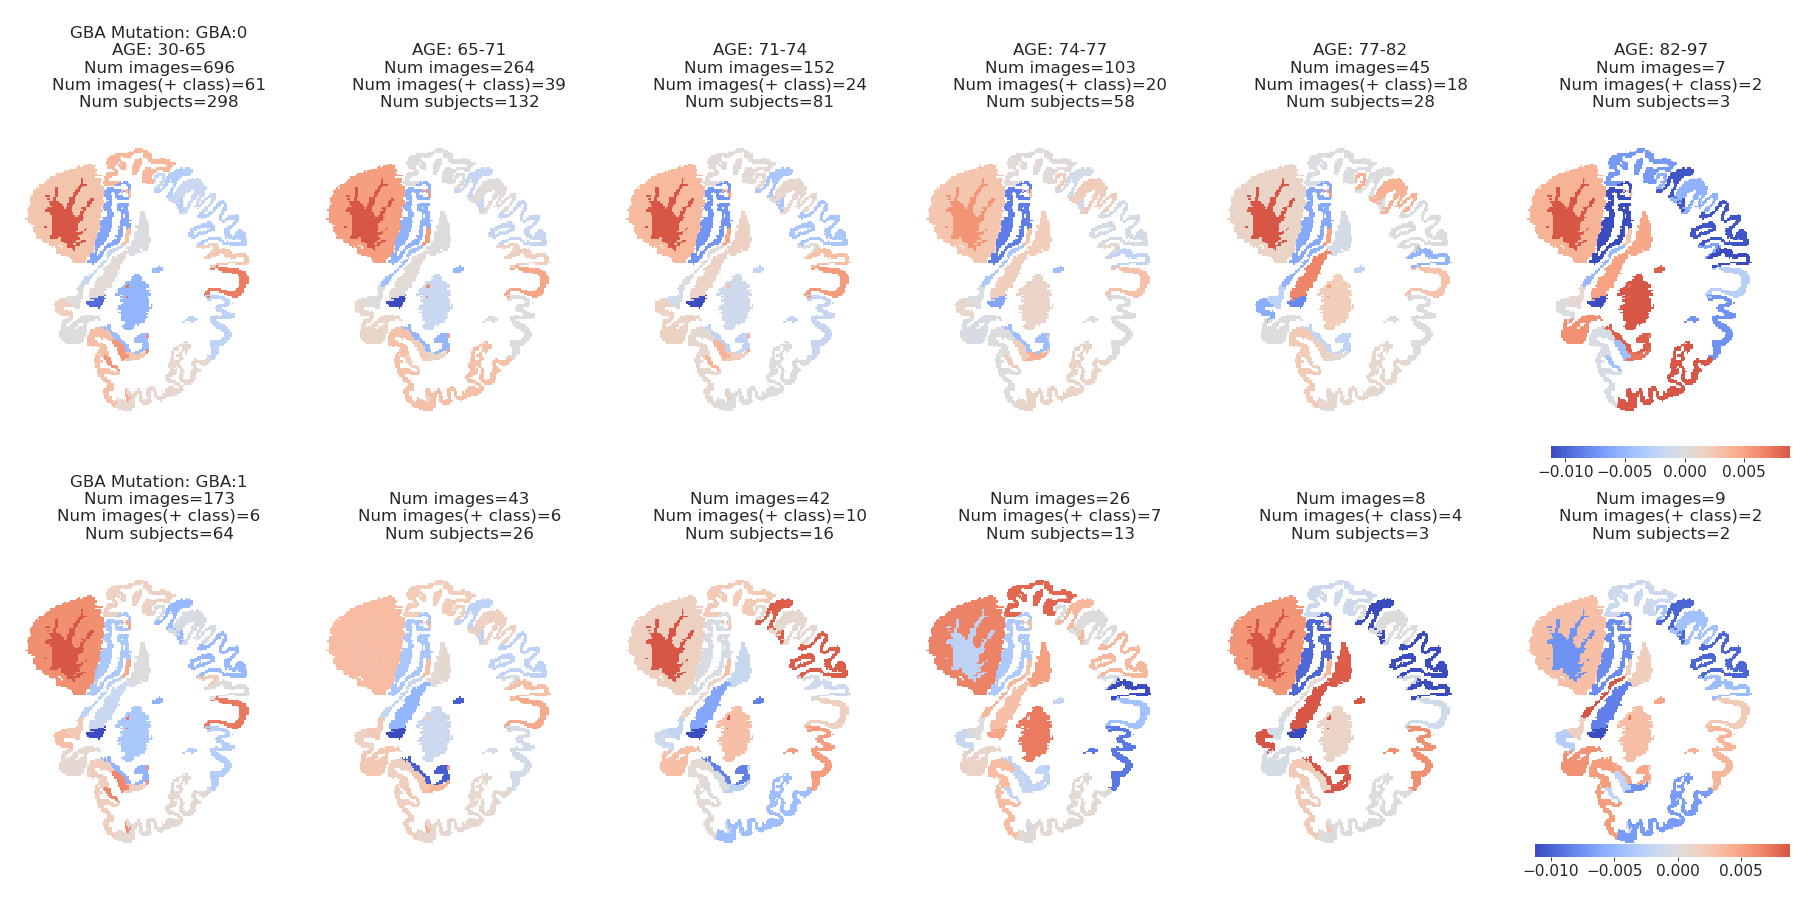 GBA Mutation: GBA:0
AGE: 30-65
Num images=696
Num images(+ class)=61
Num subjects=298
AGE: 65-71
Num images=264
Num images(+ class)=39
Num subjects=132
AGE: 71-74
Num images=152
Num images(+ class)=24
Num subjects=81
AGE: 74-77
Num images=103
Num images(+ class)=20
Num subjects=58
AGE: 77-82
Num images=45
Num images(+ class)=18
Num subjects=28
AGE: 82-97
Num images=7
Num images(+ class)=2
Num subjects=3
−0.010 −0.005 0.000 0.005
GBA Mutation: GBA:1
Num images=173
Num images(+ class)=6
Num subjects=64
Num images=43
Num images(+ class)=6
Num subjects=26
Num images=42
Num images(+ class)=10
Num subjects=16
Num images=26
Num images(+ class)=7
Num subjects=13
Num images=8
Num images(+ class)=4
Num subjects=3
Num images=9
Num images(+ class)=2
Num subjects=2
−0.010 −0.005 0.000 0.005